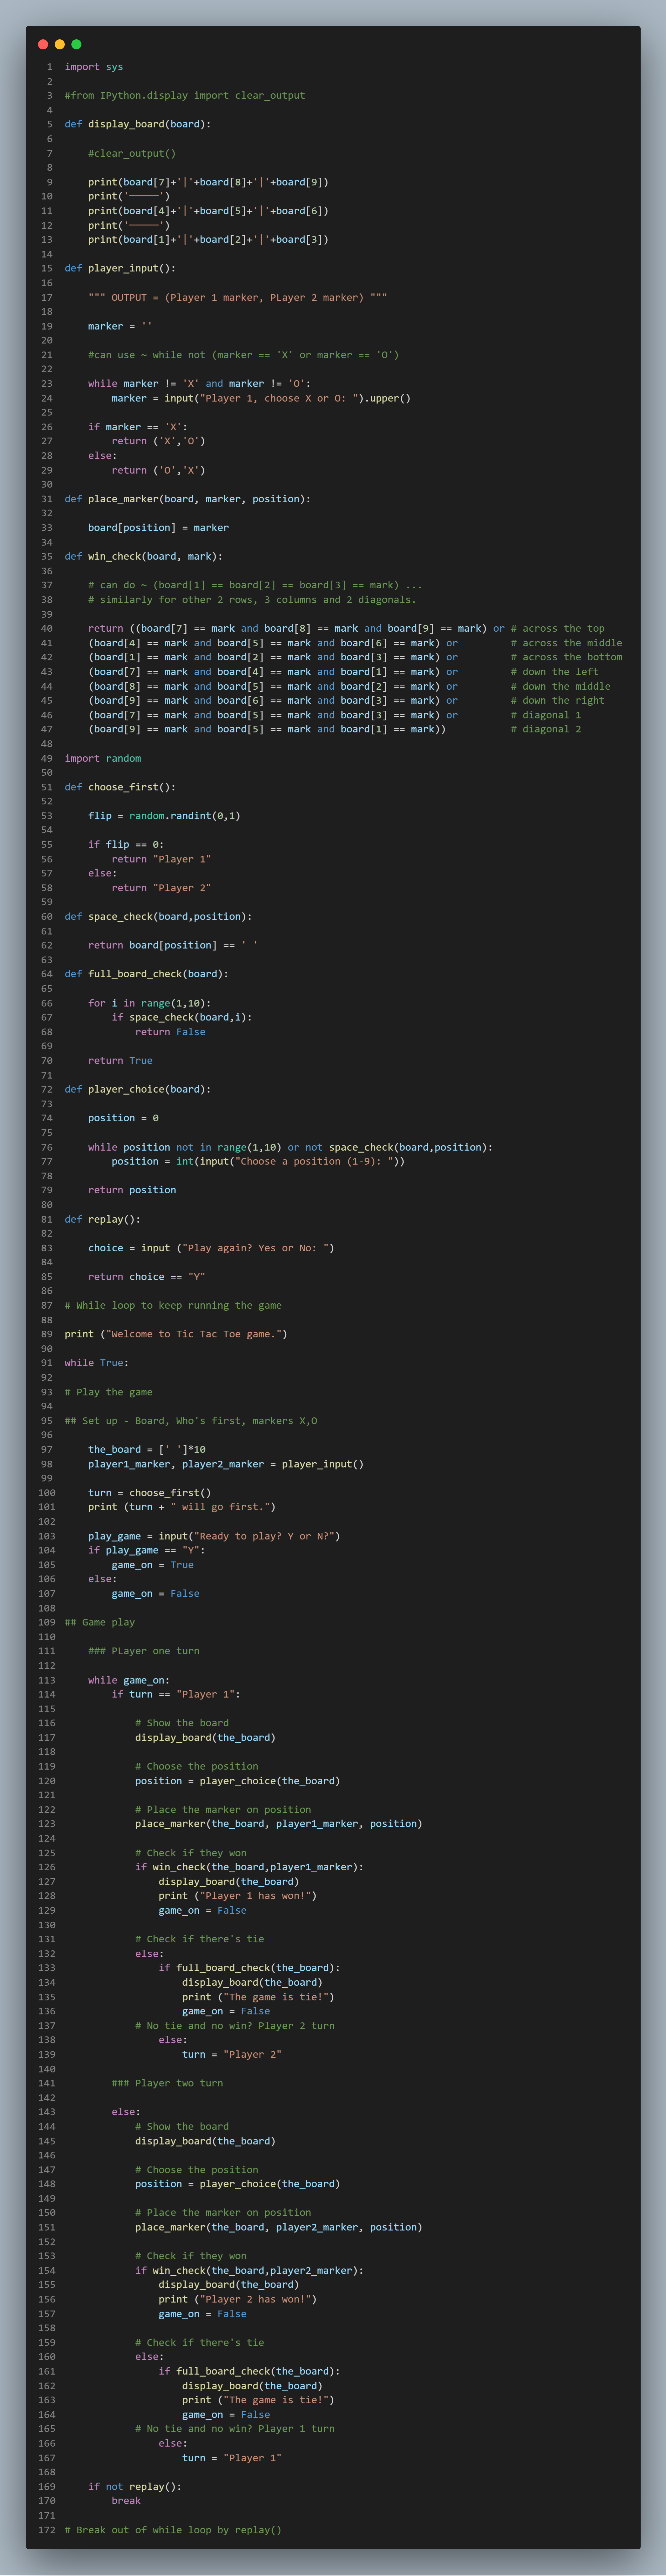 1 import sys
2
3 #from IPython.display import clear_output
4
5 def display_board(board):
6
7     #clear_output()
8
9     print(board[7]+'|'+board[8]+'|'+board[9])
10     print('─────')
11     print(board[4]+'|'+board[5]+'|'+board[6])
12     print('─────')
13     print(board[1]+'|'+board[2]+'|'+board[3])
14
15 def player_input():
16
17     """ OUTPUT = (Player 1 marker, PLayer 2 marker) """
18
19     marker = ''
20
21     #can use ~ while not (marker == 'X' or marker == 'O')
22
23     while marker != 'X' and marker != 'O':
24         marker = input("Player 1, choose X or O: ").upper()
25
26     if marker == 'X':
27         return ('X','O')
28     else:
29         return ('O','X')
30
31 def place_marker(board, marker, position):
32
33     board[position] = marker
34
35 def win_check(board, mark):
36
37     # can do ~ (board[1] == board[2] == board[3] == mark) ...
38     # similarly for other 2 rows, 3 columns and 2 diagonals.
39
40     return ((board[7] == mark and board[8] == mark and board[9] == mark) or # across the top
41     (board[4] == mark and board[5] == mark and board[6] == mark) or         # across the middle
42     (board[1] == mark and board[2] == mark and board[3] == mark) or         # across the bottom
43     (board[7] == mark and board[4] == mark and board[1] == mark) or         # down the left
44     (board[8] == mark and board[5] == mark and board[2] == mark) or         # down the middle
45     (board[9] == mark and board[6] == mark and board[3] == mark) or         # down the right
46     (board[7] == mark and board[5] == mark and board[3] == mark) or         # diagonal 1
47     (board[9] == mark and board[5] == mark and board[1] == mark))           # diagonal 2
48
49 import random
50
51 def choose_first():
52
53     flip = random.randint(0,1)
54
55     if flip == 0:
56         return "Player 1"
57     else:
58         return "Player 2"
59
60 def space_check(board,position):
61
62     return board[position] == ' '
63
64 def full_board_check(board):
65
66     for i in range(1,10):
67         if space_check(board,i):
68             return False
69
70     return True
71
72 def player_choice(board):
73
74     position = 0
75
76     while position not in range(1,10) or not space_check(board,position):
77         position = int(input("Choose a position (1-9): "))
78
79     return position
80
81 def replay():
82
83     choice = input ("Play again? Yes or No: ")
84
85     return choice == "Y"
86
87 # While loop to keep running the game
88
89 print ("Welcome to Tic Tac Toe game.")
90
91 while True:
92
93 # Play the game
94
95 ## Set up - Board, Who's first, markers X,O
96
97     the_board = [' ']*10
98     player1_marker, player2_marker = player_input()
99
100     turn = choose_first()
101     print (turn + " will go first.")
102
103     play_game = input("Ready to play? Y or N?")
104     if play_game == "Y":
105         game_on = True
106     else:
107         game_on = False
108
109 ## Game play
110
111     ### PLayer one turn
112
113     while game_on:
114         if turn == "Player 1":
115
116             # Show the board
117             display_board(the_board)
118
119             # Choose the position
120             position = player_choice(the_board)
121
122             # Place the marker on position
123             place_marker(the_board, player1_marker, position)
124
125             # Check if they won
126             if win_check(the_board,player1_marker):
127                 display_board(the_board)
128                 print ("Player 1 has won!")
129                 game_on = False
130
131             # Check if there's tie
132             else:
133                 if full_board_check(the_board):
134                     display_board(the_board)
135                     print ("The game is tie!")
136                     game_on = False
137             # No tie and no win? Player 2 turn
138                 else:
139                     turn = "Player 2"
140
141         ### Player two turn
142
143         else:
144             # Show the board
145             display_board(the_board)
146
147             # Choose the position
148             position = player_choice(the_board)
149
150             # Place the marker on position
151             place_marker(the_board, player2_marker, position)
152
153             # Check if they won
154             if win_check(the_board,player2_marker):
155                 display_board(the_board)
156                 print ("Player 2 has won!")
157                 game_on = False
158
159             # Check if there's tie
160             else:
161                 if full_board_check(the_board):
162                     display_board(the_board)
163                     print ("The game is tie!")
164                     game_on = False
165             # No tie and no win? Player 1 turn
166                 else:
167                     turn = "Player 1"
168
169     if not replay():
170         break
171
172 # Break out of while loop by replay()